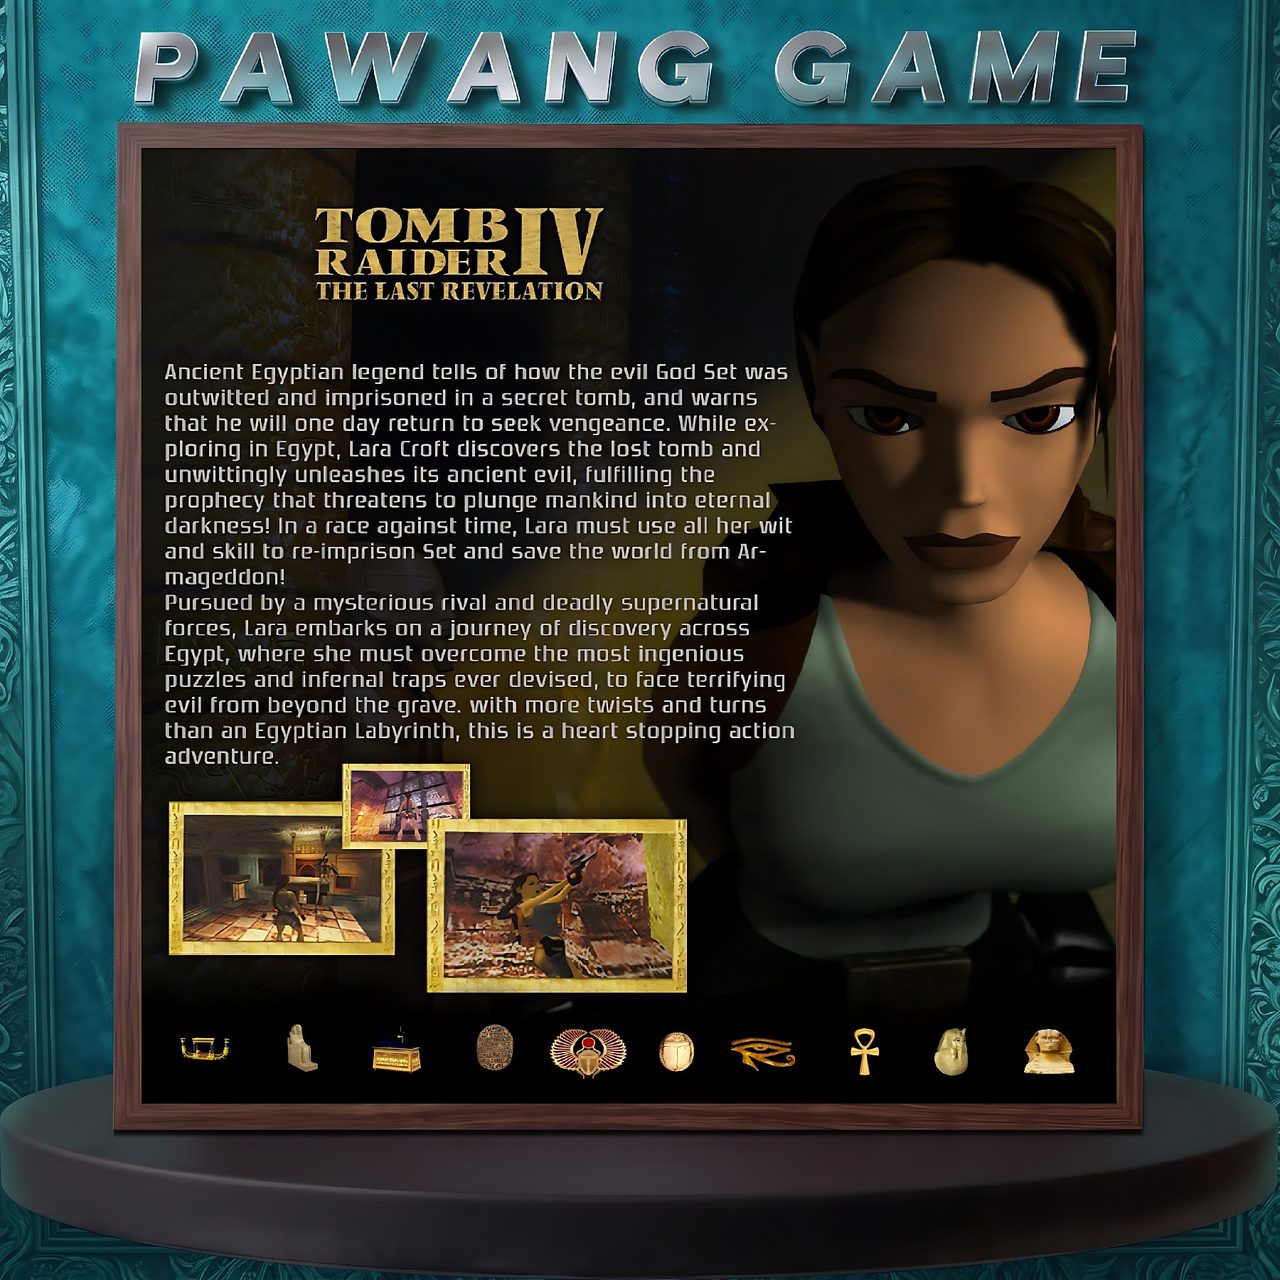 PAWANG GAME
TOMB
RAIDER IV
THE LAST REVELATION
Ancient Egyptian legend tells of how the evil God Set was
outwitted and imprisoned in a secret tomb, and warns
that he will one day return to seek vengeance. While ex-
ploring in Egypt, Lara Croft discovers the lost tomb and
unwittingly unleashes its ancient evil, fulfilling the
prophecy that threatens to plunge mankind into eternal
darkness! In a race against time, Lara must use all her wit
and skill to re-imprison Set and save the world from Ar-
mageddon!
Pursued by a mysterious rival and deadly supernatural
forces, Lara embarks on a journey of discovery across
Egypt, where she must overcome the most ingenious
puzzles and infernal traps ever devised, to face terrifying
evil from beyond the grave. with more twists and turns
than an Egyptian Labyrinth, this is a heart stopping action
adventure.